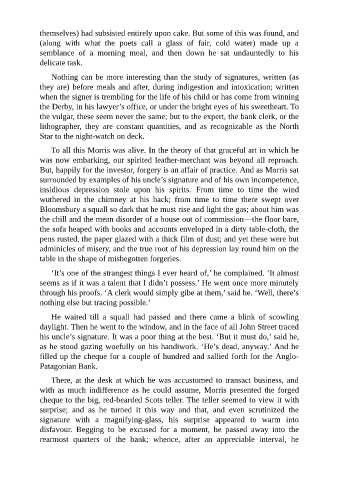 themselves) had subsisted entirely upon cake. But some of this was found, and
(along with what the poets call a glass of fair, cold water) made up a
semblance of a morning meal, and then down he sat undauntedly to his
delicate task.
Nothing can be more interesting than the study of signatures, written (as
they are) before meals and after, during indigestion and intoxication; written
when the signer is trembling for the life of his child or has come from winning
the Derby, in his lawyer’s office, or under the bright eyes of his sweetheart. To
the vulgar, these seem never the same; but to the expert, the bank clerk, or the
lithographer, they are constant quantities, and as recognizable as the North
Star to the night-watch on deck.
To all this Morris was alive. In the theory of that graceful art in which he
was now embarking, our spirited leather-merchant was beyond all reproach.
But, happily for the investor, forgery is an affair of practice. And as Morris sat
surrounded by examples of his uncle’s signature and of his own incompetence,
insidious depression stole upon his spirits. From time to time the wind
wuthered in the chimney at his back; from time to time there swept over
Bloomsbury a squall so dark that he must rise and light the gas; about him was
the chill and the mean disorder of a house out of commission—the floor bare,
the sofa heaped with books and accounts enveloped in a dirty table-cloth, the
pens rusted, the paper glazed with a thick film of dust; and yet these were but
adminicles of misery, and the true root of his depression lay round him on the
table in the shape of misbegotten forgeries.
‘It’s one of the strangest things I ever heard of,’ he complained. ‘It almost
seems as if it was a talent that I didn’t possess.’ He went once more minutely
through his proofs. ‘A clerk would simply gibe at them,’ said he. ‘Well, there’s
nothing else but tracing possible.’
He waited till a squall had passed and there came a blink of scowling
daylight. Then he went to the window, and in the face of all John Street traced
his uncle’s signature. It was a poor thing at the best. ‘But it must do,’ said he,
as he stood gazing woefully on his handiwork. ‘He’s dead, anyway.’ And he
filled up the cheque for a couple of hundred and sallied forth for the Anglo-
Patagonian Bank.
There, at the desk at which he was accustomed to transact business, and
with as much indifference as he could assume, Morris presented the forged
cheque to the big, red-bearded Scots teller. The teller seemed to view it with
surprise; and as he turned it this way and that, and even scrutinized the
signature with a magnifying-glass, his surprise appeared to warm into
disfavour. Begging to be excused for a moment, he passed away into the
rearmost quarters of the bank; whence, after an appreciable interval, he